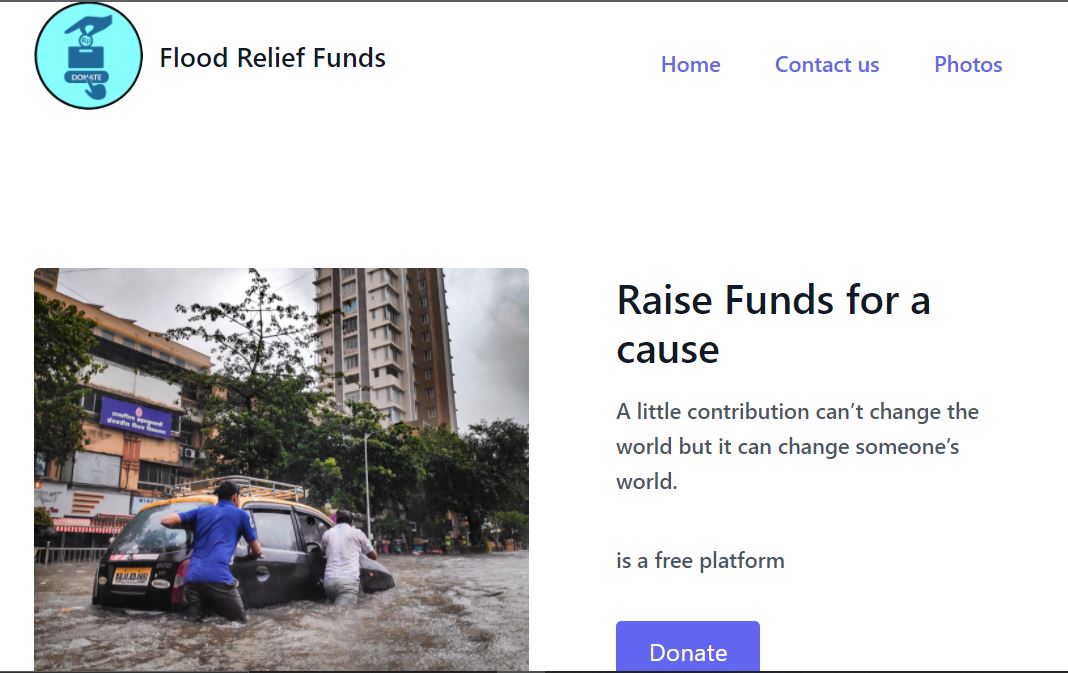 Rp
DONATE
Flood Relief Funds
Home
Contact us
Photos
Raise Funds for a
cause
A little contribution can’t change the
world but it can change someone’s
world.
is a free platform
Donate